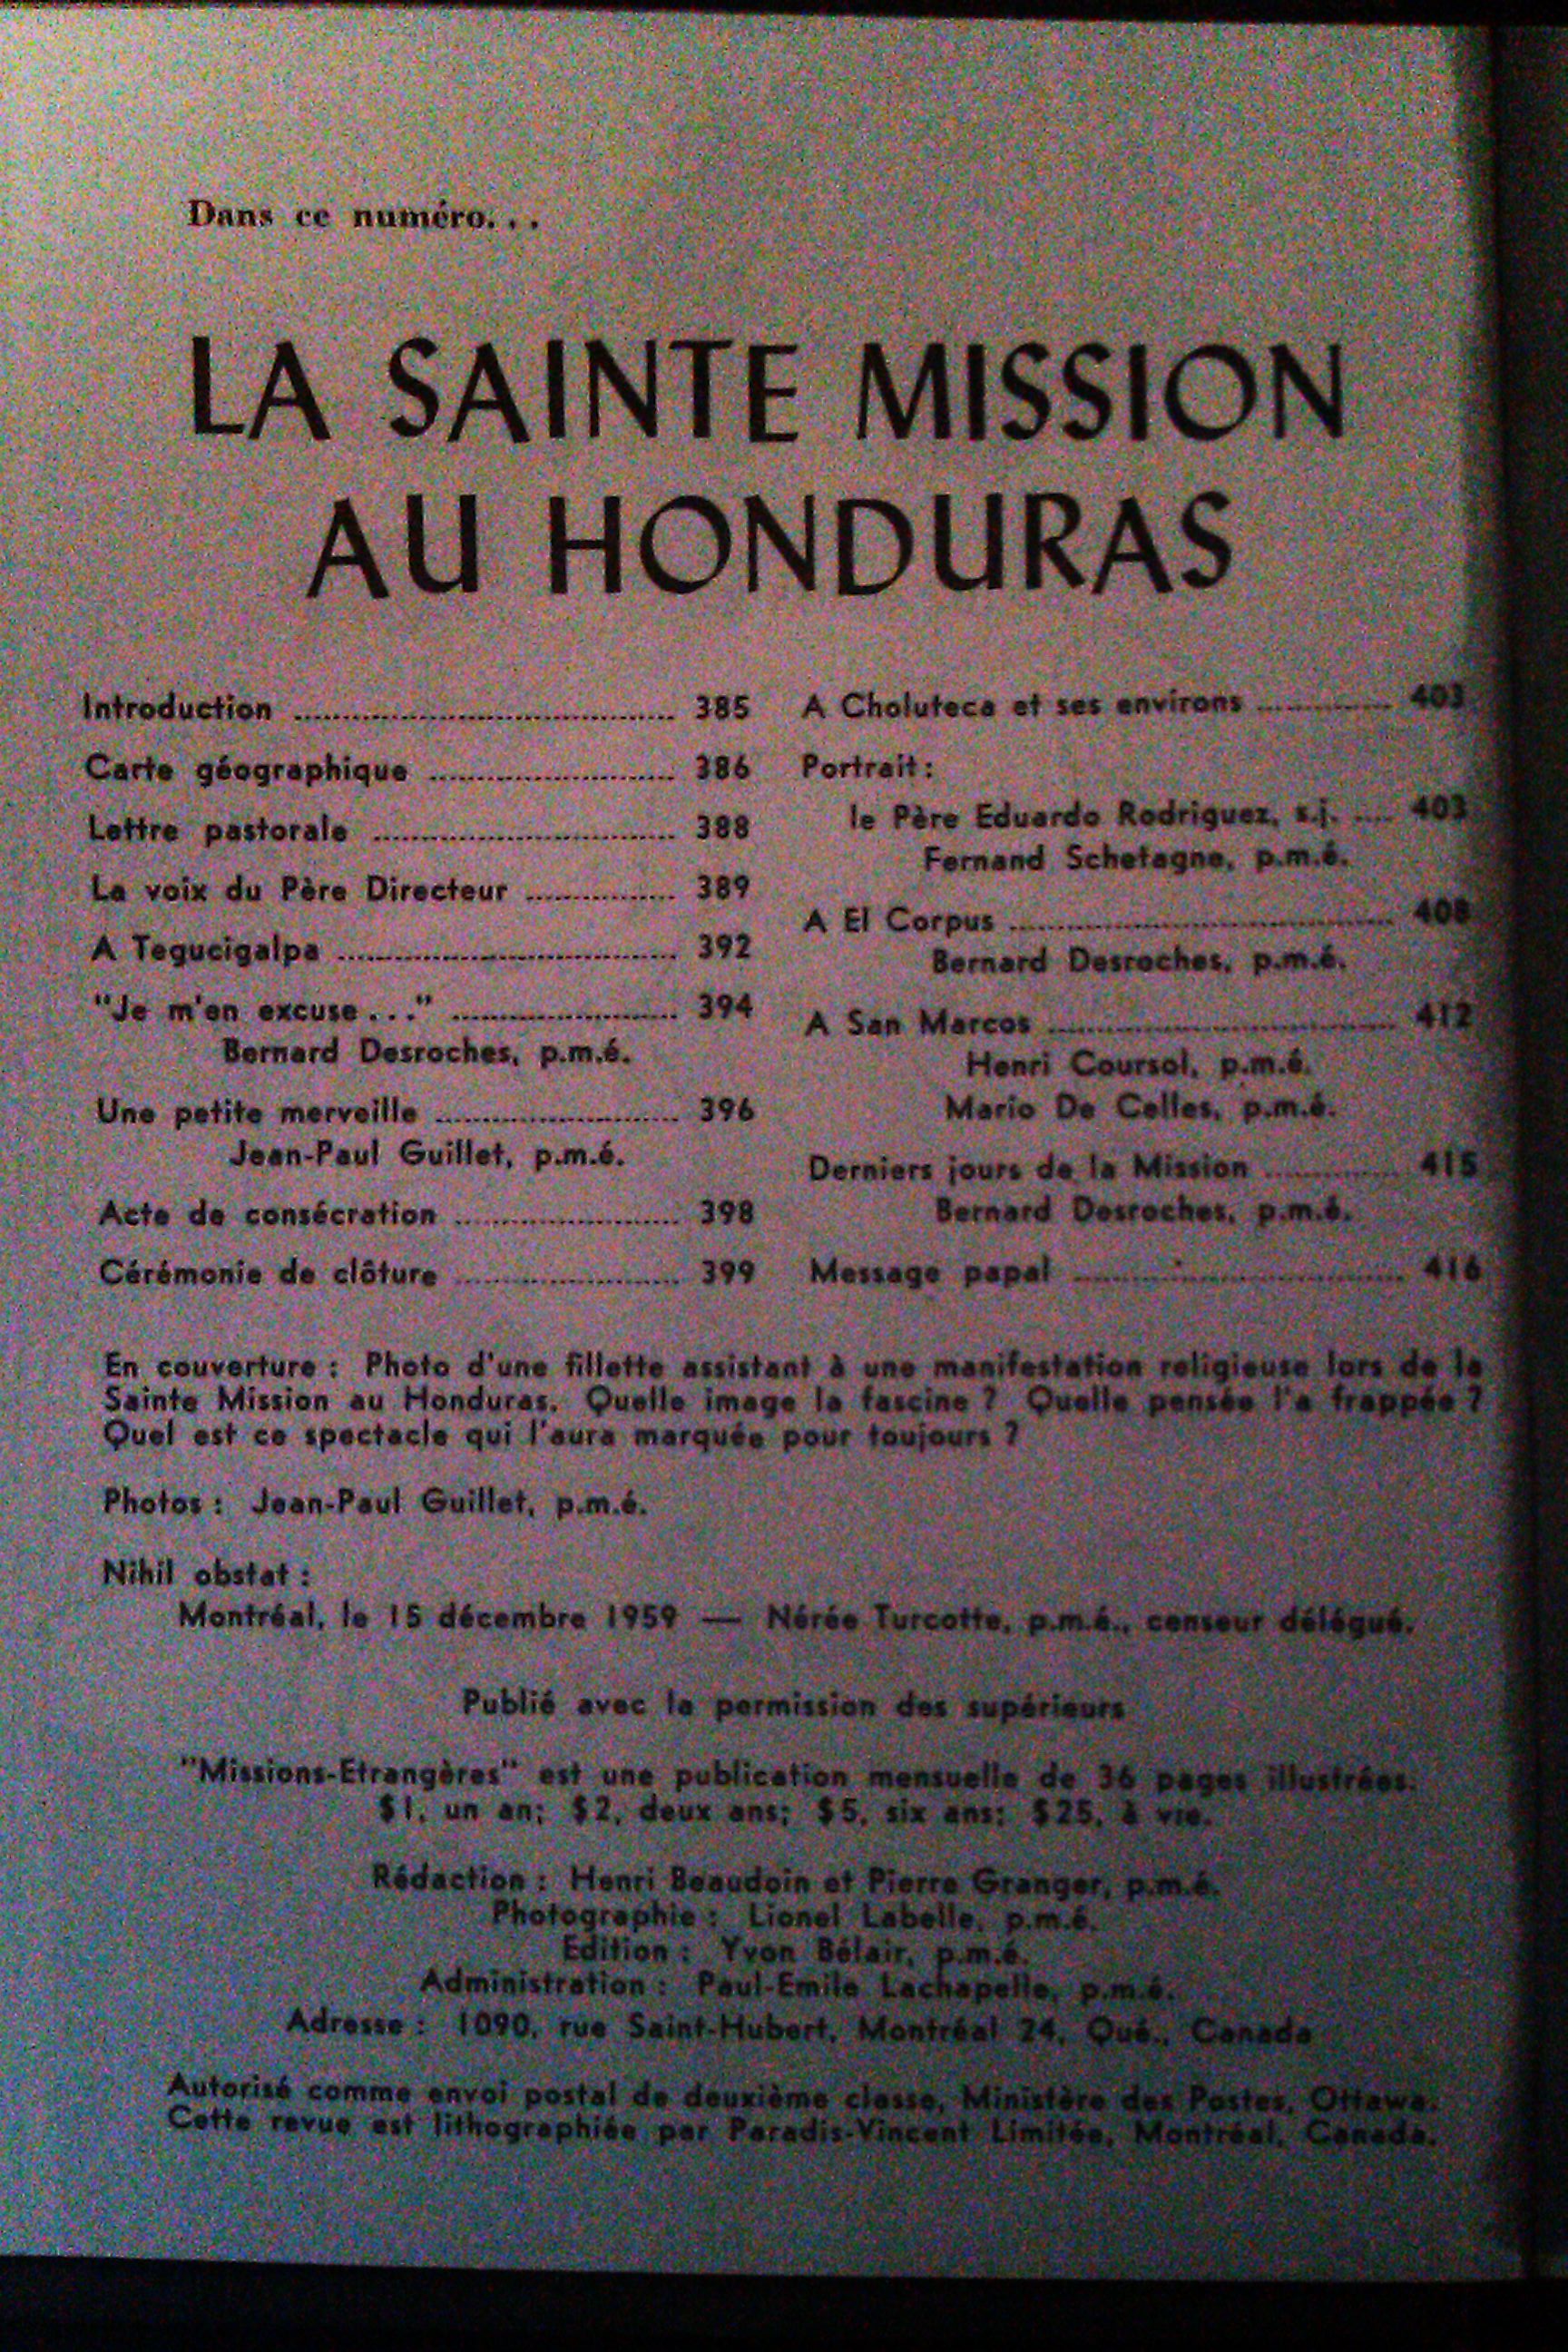 Dans ce numéro. . .
LA SAINTE MISSION
AU HONDURAS
Introduction ........................................ 385
Carte géographique .......................... 386
Lettre pastorale ................................ 388
La voix du Père Directeur ................ 389
A Tegucigalpa .................................... 392
"Je m'en excuse . . ." ........................ 394
Bernard Desroches, p.m.é.
Une petite merveille .......................... 396
Jean-Paul Guillet, p.m.é.
Acte de consécration ........................ 398
Cérémonie de clôture ........................ 399
A Choluteca et ses environs .............. 403
Portrait :
le Père Eduardo Rodriguez, s.j. .... 403
Fernand Schetagne, p.m.é.
A El Corpus ........................................ 408
Bernard Desroches, p.m.é.
A San Marcos .................................... 412
Henri Coursol, p.m.é.
Mario De Celles, p.m.é.
Derniers jours de la Mission .............. 415
Bernard Desroches, p.m.é.
Message papal .................................... 416
En couverture : Photo d'une fillette assistant à une manifestation religieuse lors de la
Sainte Mission au Honduras. Quelle image la fascine ? Quelle pensée l'a frappée ?
Quel est ce spectacle qui l'aura marquée pour toujours ?
Photos : Jean-Paul Guillet, p.m.é.
Nihil obstat :
Montréal, le 15 décembre 1959 — Nérée Turcotte, p.m.é., censeur délégué.
Publié avec la permission des supérieurs
"Missions-Etrangères" est une publication mensuelle de 36 pages illustrées.
$1, un an; $2, deux ans; $5, six ans; $25, à vie.
Rédaction : Henri Beaudoin et Pierre Granger, p.m.é.
Photographie : Lionel Labelle, p.m.é.
Edition : Yvon Bélair, p.m.é.
Administration : Paul-Emile Lachapelle, p.m.é.
Adresse : 1090, rue Saint-Hubert, Montréal 24, Qué., Canada
Autorisé comme envoi postal de deuxième classe, Ministère des Postes, Ottawa.
Cette revue est lithographiée par Paradis-Vincent Limitée, Montréal, Canada.